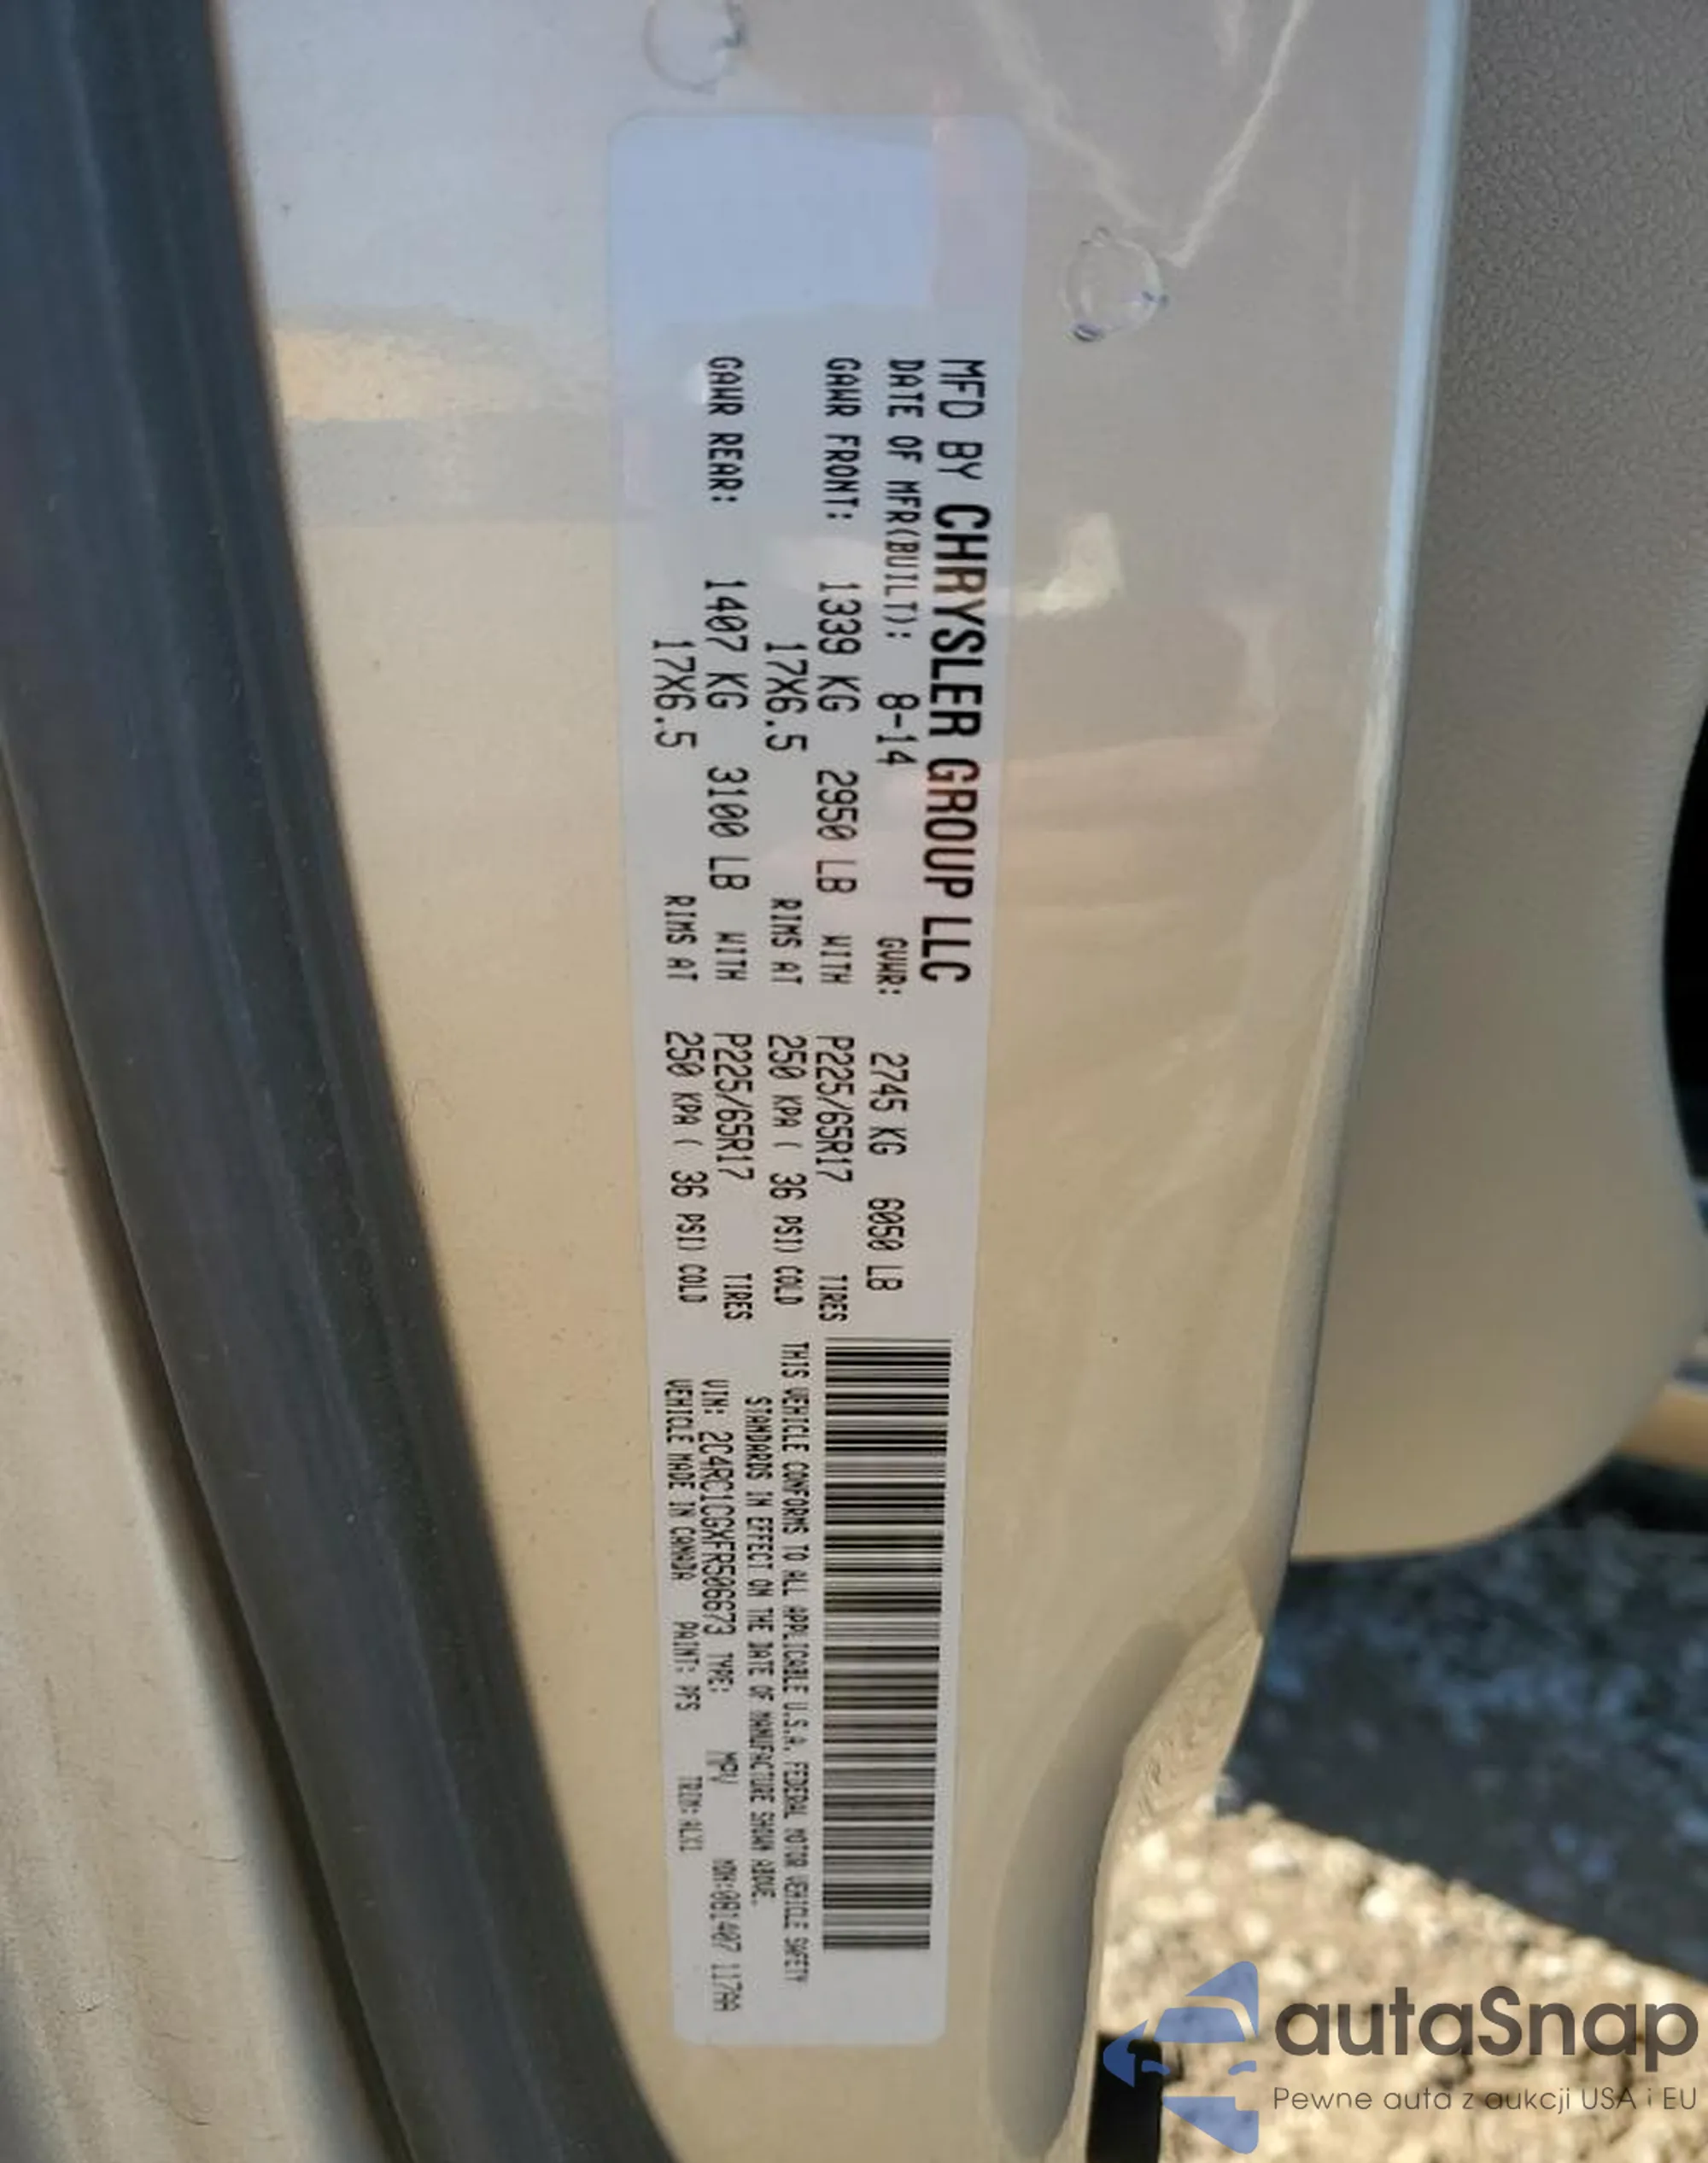 MFD BY CHRYSLER GROUP LLC
DATE OF MFR(BUILT): 8-14 GVWR: 2745 KG 6050 LB
GAWR FRONT: 1339 KG 2950 LB WITH P225/65R17 TIRES
17X6.5 RIMS AT 250 KPA ( 36 PSI) COLD
GAWR REAR: 1407 KG 3100 LB WITH P225/65R17 TIRES
17X6.5 RIMS AT 250 KPA ( 36 PSI) COLD
THIS VEHICLE CONFORMS TO ALL APPLICABLE U.S.A. FEDERAL MOTOR VEHICLE SAFETY
STANDARDS IN EFFECT ON THE DATE OF MANUFACTURE SHOWN ABOVE.
VIN: 2C4RC1CGXFR506673 TYPE: MPV MDH:081407 117AA
VEHICLE MADE IN CANADA PAINT: PFS TRIM:
autaSnap
Pewne auta z aukcji USA i EU